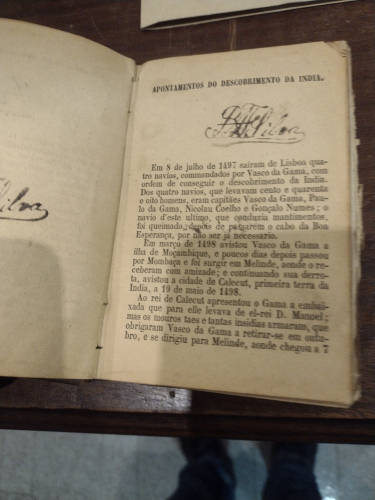 Silva
APONTAMENTOS DO DESCOBRIMENTO DA INDIA.
Silva
Em 8 de julho de 1497 sairam de Lisboa qua-
tro navios, commandados por Vasco da Gama, com
ordem de conseguir o descobrimento da India.
Dos quatro navios, que levavam cento e quarenta
e oito homens, eram capitães Vasco da Gama, Pau-
lo da Gama, Nicolau Coelho e Gonçalo Nunes; o
navio d'este ultimo, que conduzia mantimentos,
foi queimado, depois de passarem o cabo da Boa
Esperança, por não ser já necessario.
Em março de 1498 avistou Vasco da Gama a
ilha de Moçambique, e poucos dias depois passou
por Mombaça e foi surgir em Melinde, aonde o re-
ceberam com amizade; e continuando sua derro-
ta, avistou a cidade de Calecut, primeira terra da
India, a 19 de maio de 1498.
Ao rei de Calecut apresentou o Gama a embai-
xada que para elle levava de el-rei D. Manoel;
mas os mouros taes e tantas insidias armaram, que
obrigaram Vasco da Gama a retirar-se em outu-
bro, e se dirigiu para Melinde, aonde chegou a 7